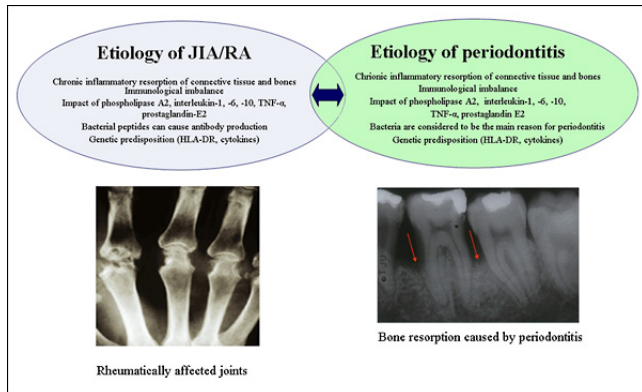 Etiology of JIA/RA
Chronic inflammatory resorption of connective tissue and bones
Immunological imbalance
Impact of phospholipase A2, interleukin-1, -6, -10, TNF-α,
prostaglandin-E2
Bacterial peptides can cause antibody production
Genetic predisposition (HLA-DR, cytokines)
Etiology of periodontitis
Chrionic inflammatory resorption of connective tissue and bones
Immunological imbalance
Impact of phospholipase A2, interleukin-1, -6, -10,
TNF-α, prostaglandin E2
Bacteria are considered to be the main reason for periodontitis
Genetic predisposition (HLA-DR, cytokines)
Rheumatically affected joints
Bone resorption caused by periodontitis